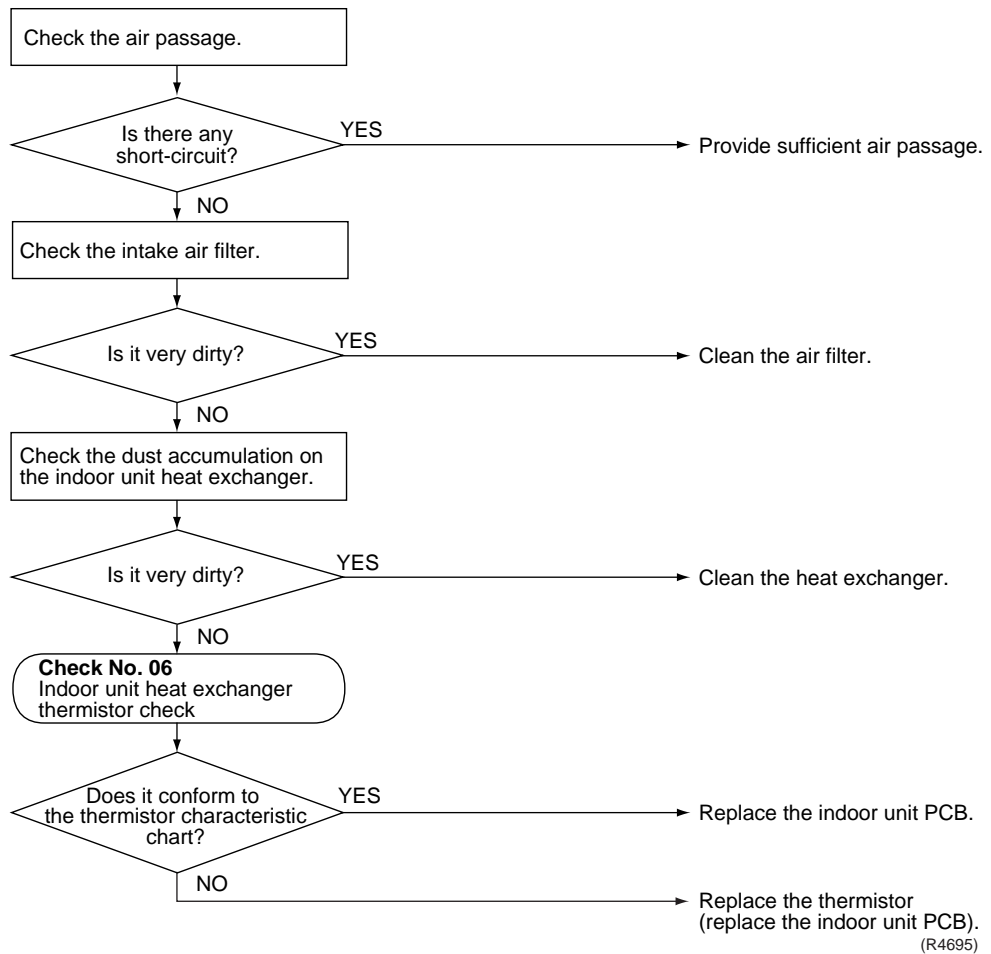 Check the air passage.
Is there any
short-circuit?
YES
Provide sufficient air passage.
NO
Check the intake air filter.
Is it very dirty?
YES
Clean the air filter.
NO
Check the dust accumulation on
the indoor unit heat exchanger.
Is it very dirty?
YES
Clean the heat exchanger.
NO
Check No. 06
Indoor unit heat exchanger
thermistor check
Does it conform to
the thermistor characteristic
chart?
YES
Replace the indoor unit PCB.
NO
Replace the thermistor
(replace the indoor unit PCB).
(R4695)